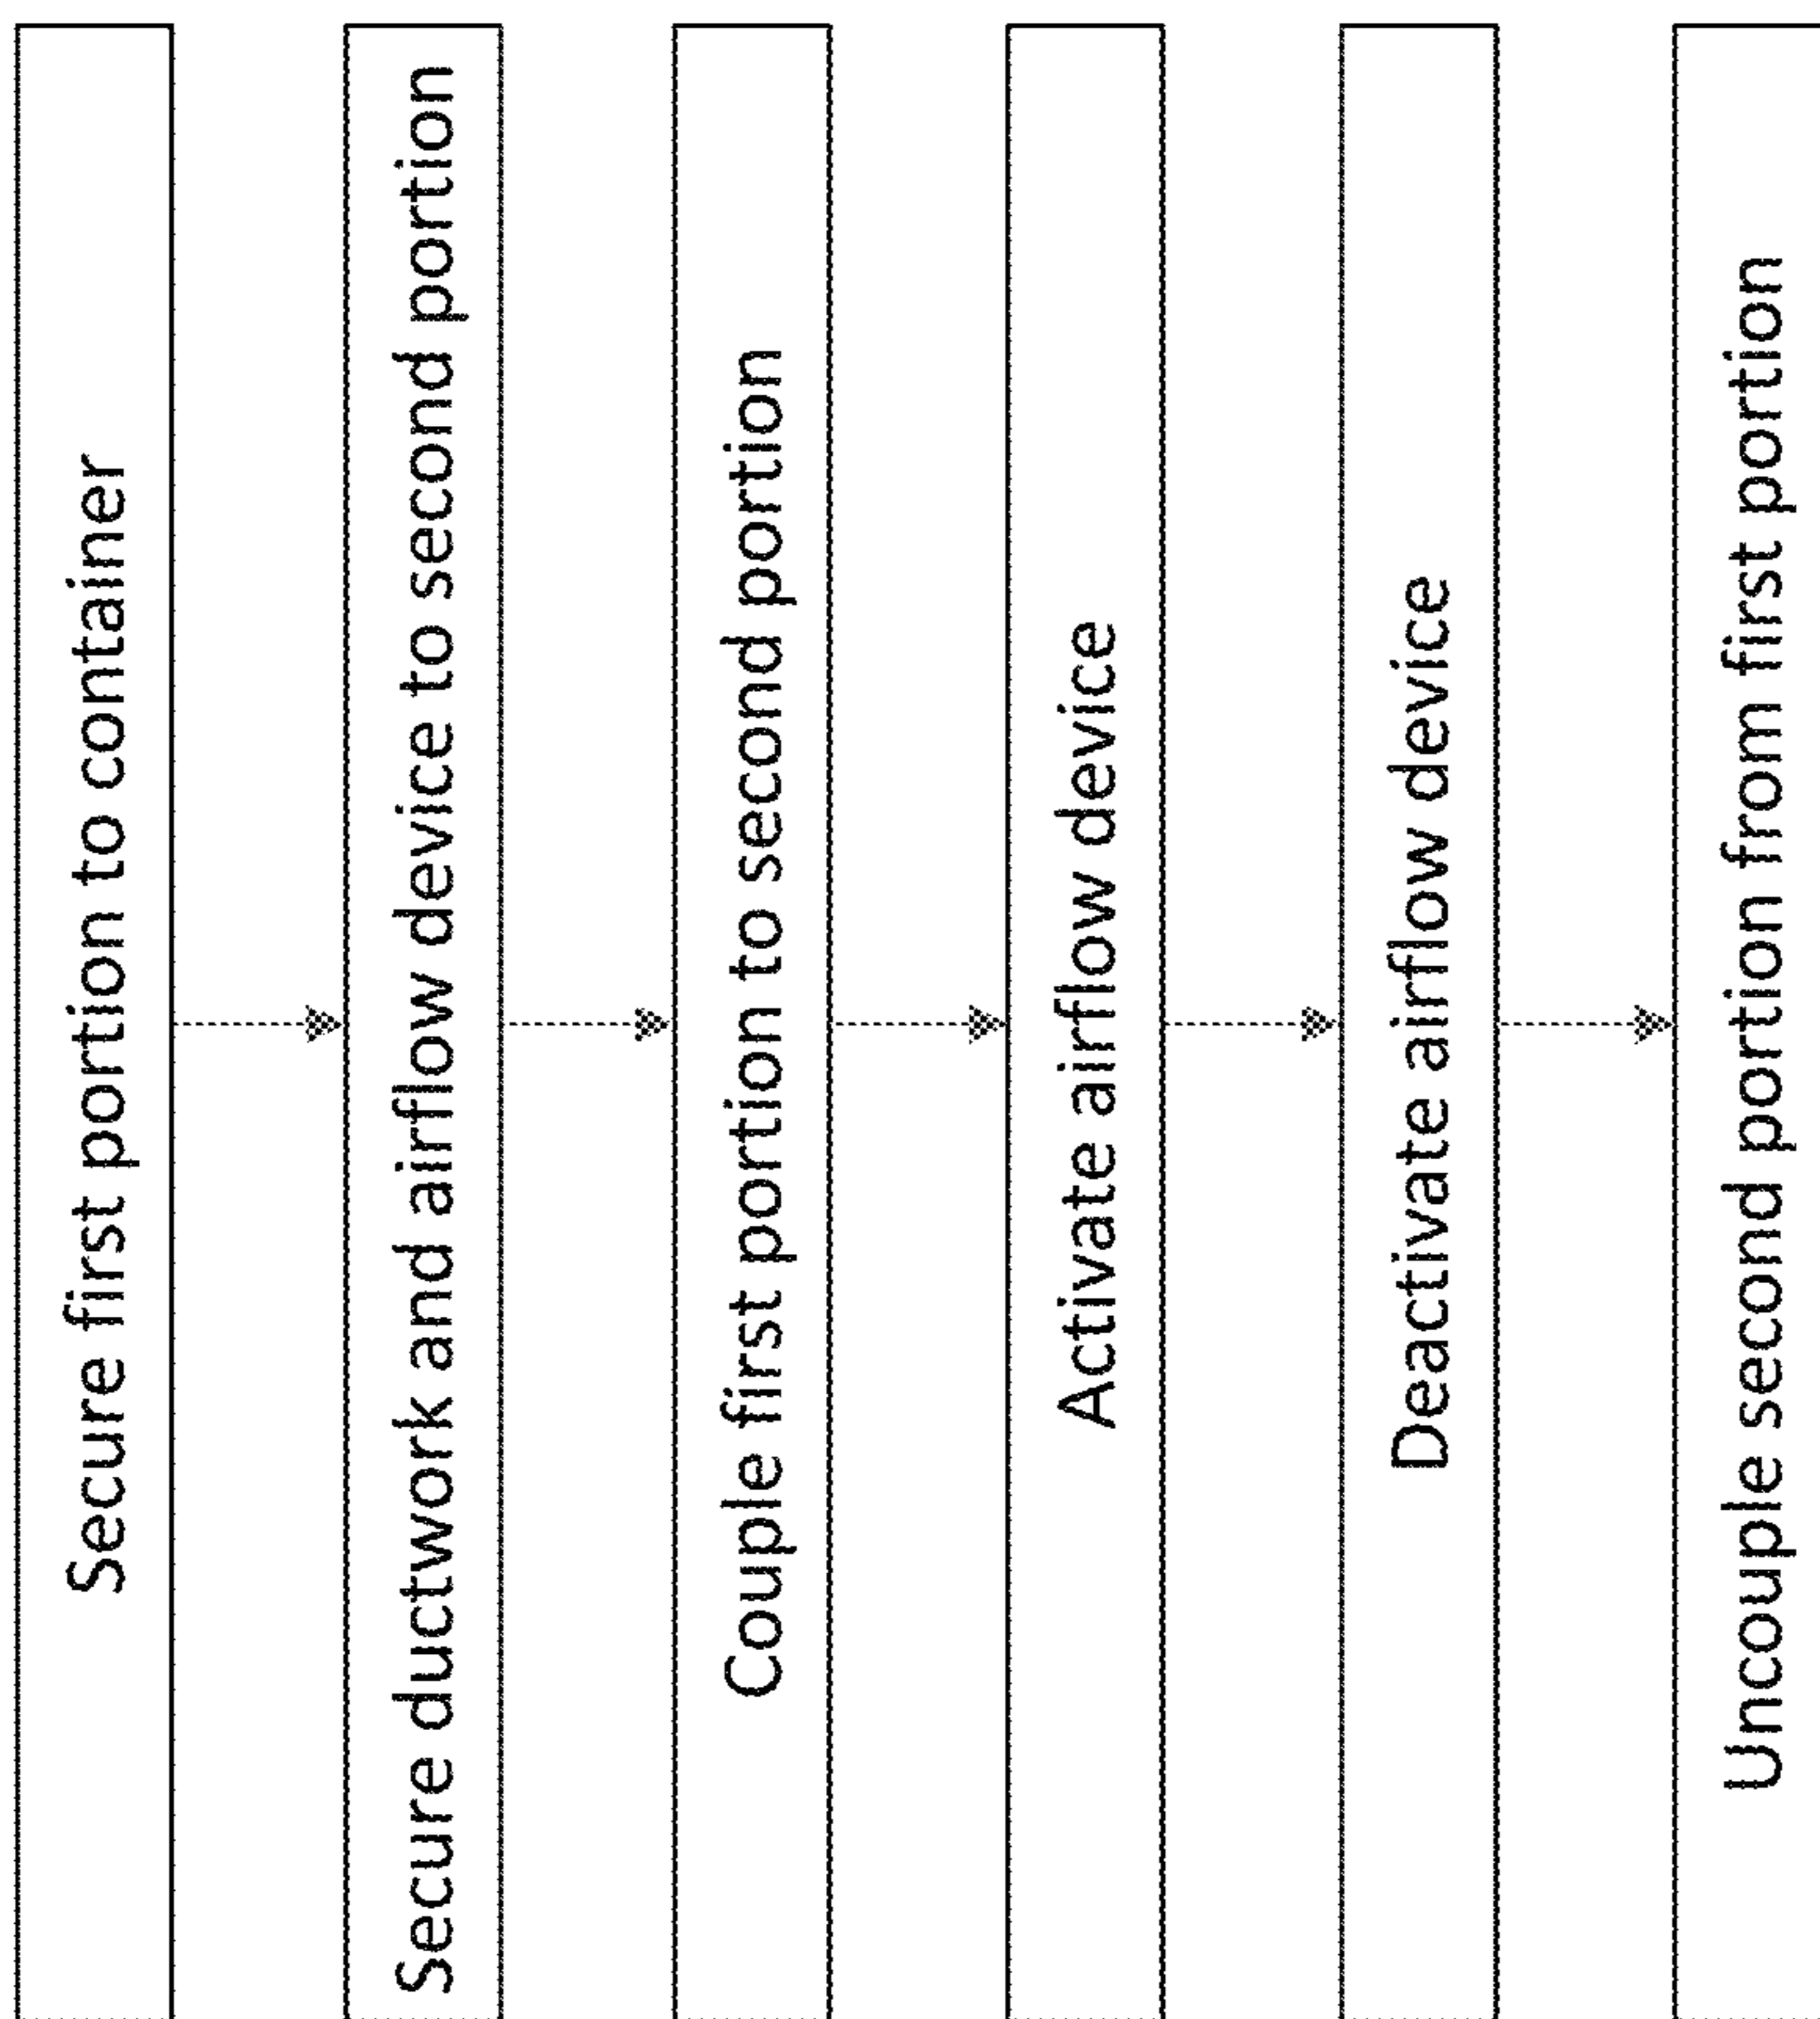 Secure first portion to container
Secure ductwork and airflow device to second portion
Couple first portion to second portion
Activate airflow device
Deactivate airflow device
Uncouple second portion from first portion